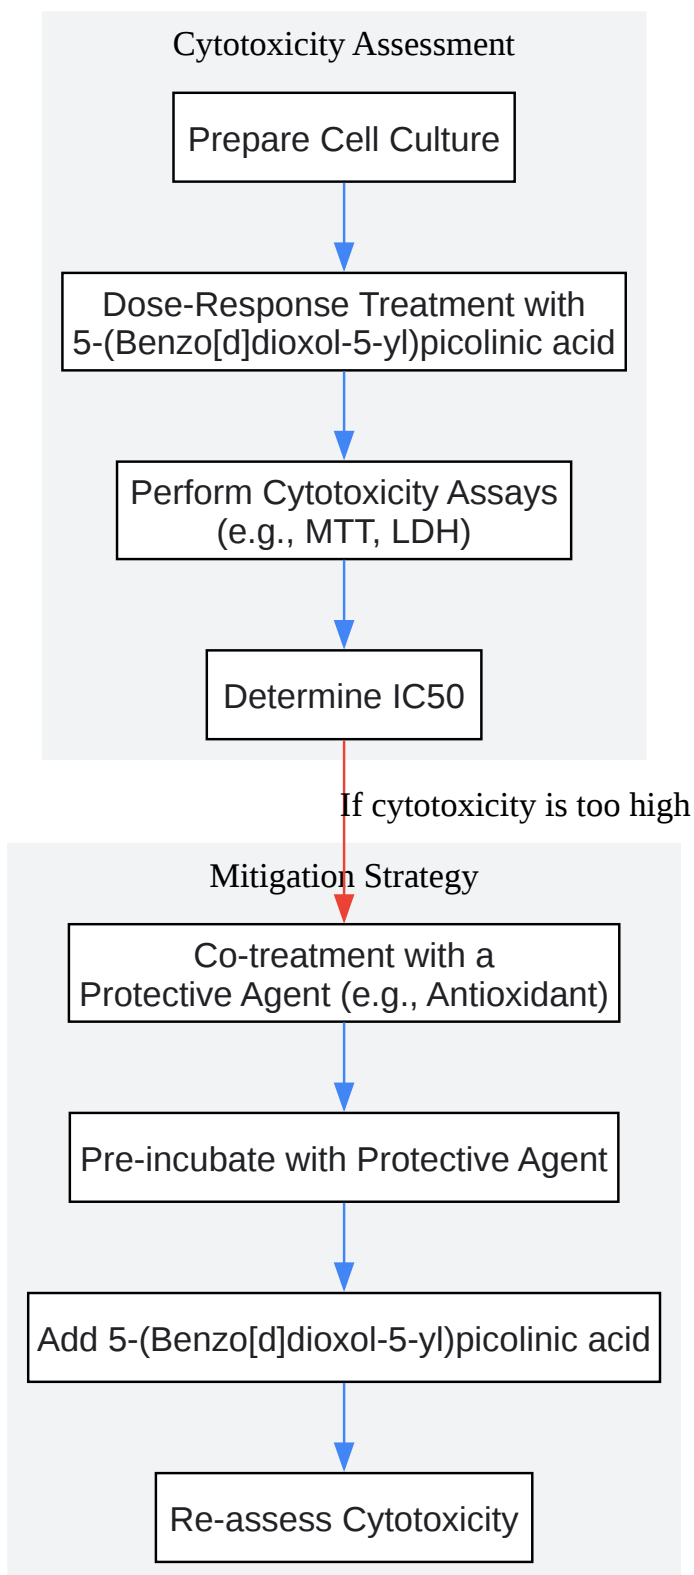 Cytotoxicity Assessment
Prepare Cell Culture
Dose-Response Treatment with
5-(Benzo[d]dioxol-5-yl)picolinic acid
Perform Cytotoxicity Assays
(e.g., MTT, LDH)
Determine IC50
If cytotoxicity is too high
Mitigation Strategy
Co-treatment with a
Protective Agent (e.g., Antioxidant)
Pre-incubate with Protective Agent
Add 5-(Benzo[d]dioxol-5-yl)picolinic acid
Re-assess Cytotoxicity